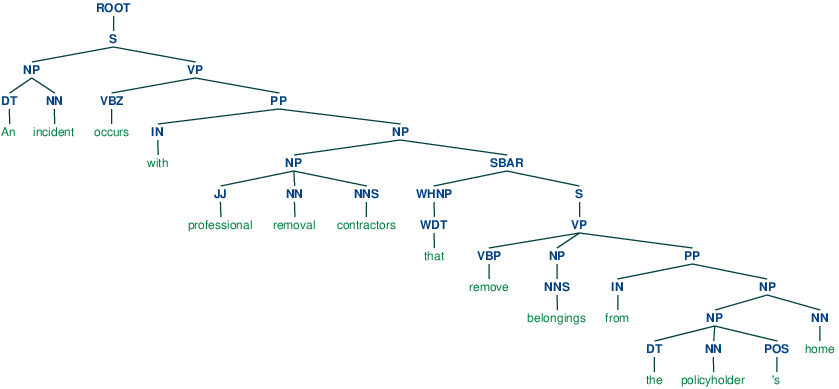 ROOT
S
NP VP
DT NN VBZ PP
An incident occurs IN NP
with NP SBAR
JJ NN NNS WHNP S
professional removal contractors WDT VP
that VBP NP PP
remove NNS IN NP
belongings from NP NN
DT NN POS home
the policyholder 's